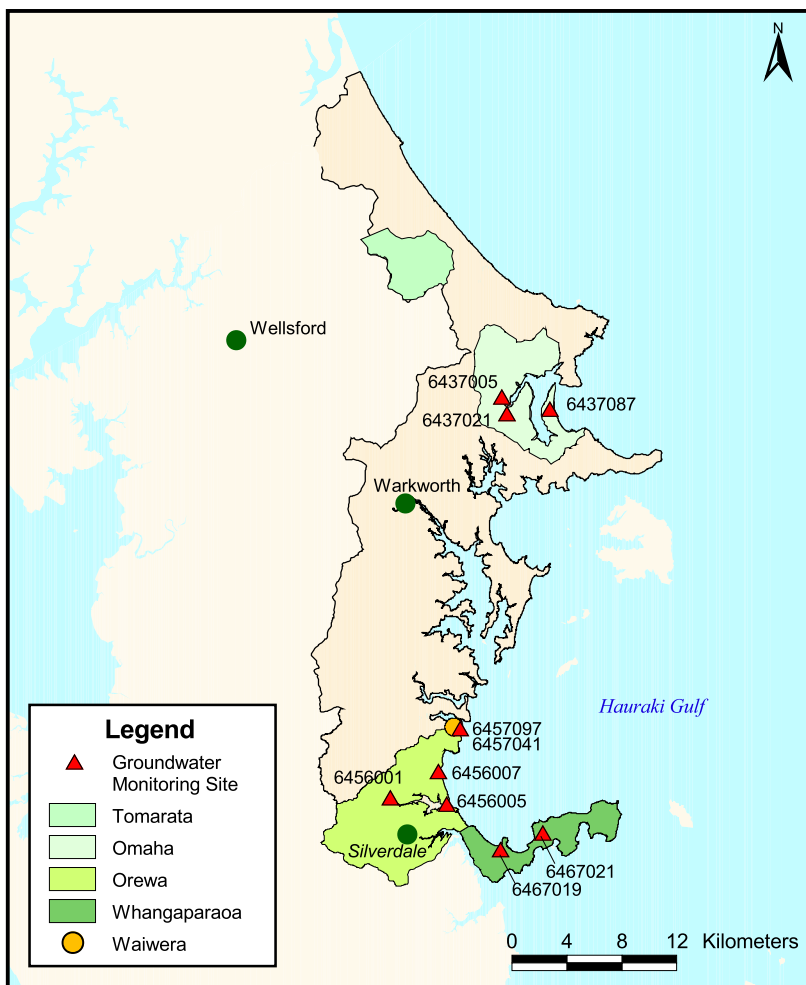 N
Wellsford
6437005
6437087
6437021
Warkworth
Hauraki Gulf
6457097
6457041
6456001
6456007
6456005
Silverdale
6467021
6467019
Legend
Groundwater
Monitoring Site
Tomarata
Omaha
Orewa
Whangaparaoa
Waiwera
0 4 8 12 Kilometers